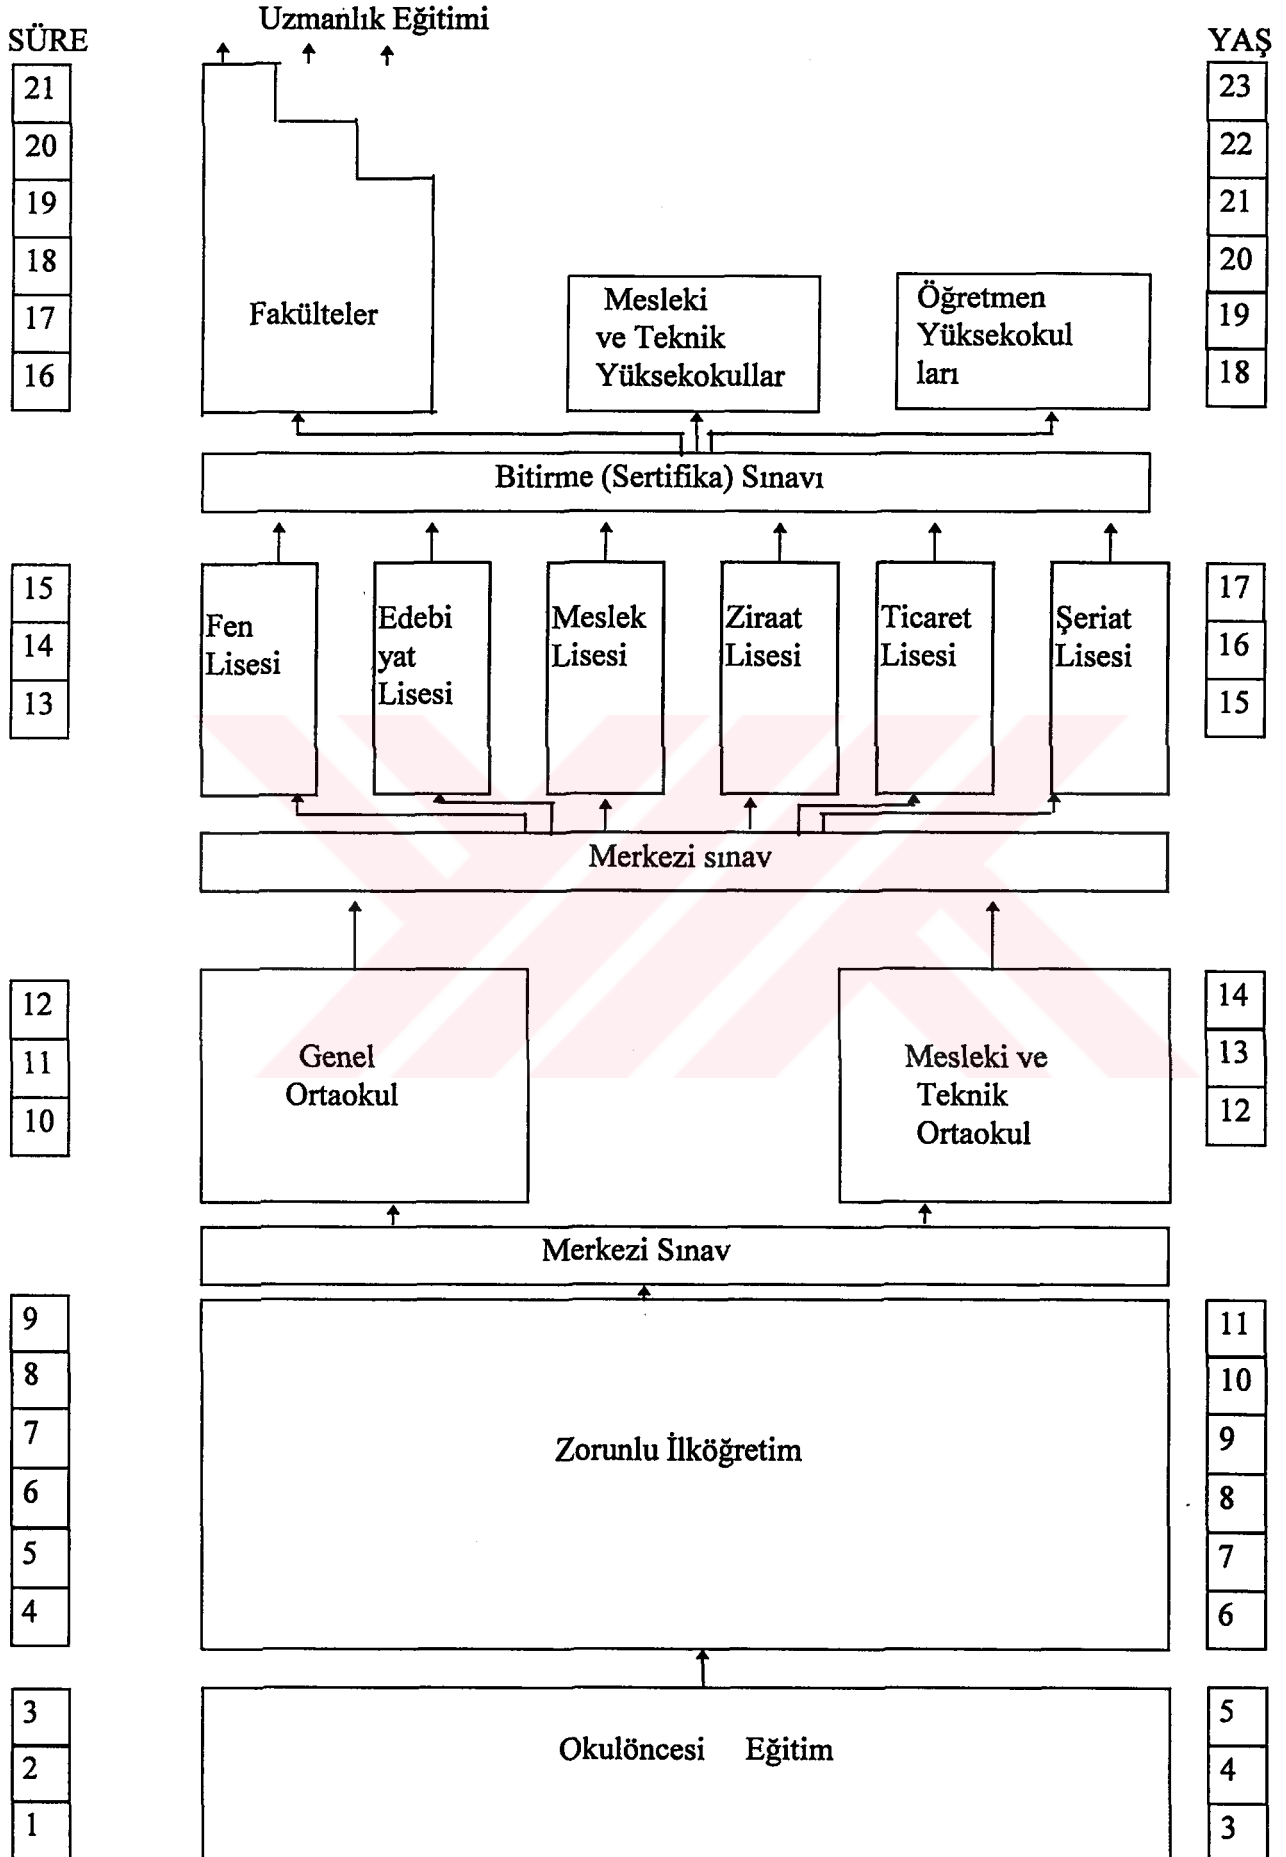 Uzmanlık Eğitimi
SÜRE
YAŞ
21
23
20
22
19
21
18
20
17
Fakülteler
Mesleki
ve Teknik
Yüksekokullar
Öğretmen
Yüksekokul
ları
19
16
18
Bitirme (Sertifika) Sınavı
15
14
13
Fen
Lisesi
Edebi
yat
Lisesi
Meslek
Lisesi
Ziraat
Lisesi
Ticaret
Lisesi
Şeriat
Lisesi
17
16
15
Merkezi sınav
12
11
10
Genel
Ortaokul
Mesleki ve
Teknik
Ortaokul
14
13
12
Merkezi Sınav
9
8
7
6
5
4
Zorunlu İlköğretim
11
10
9
8
7
6
3
2
1
Okulöncesi Eğitim
5
4
3